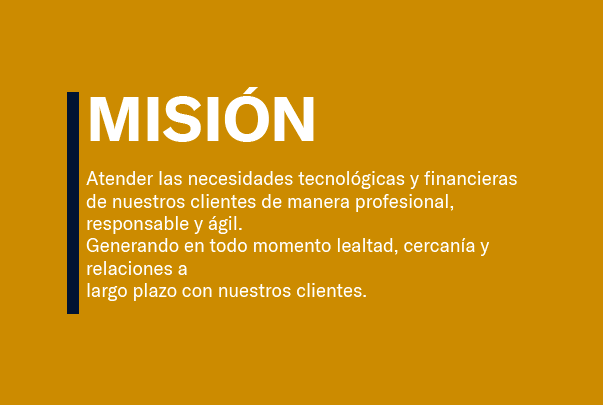 MISIÓN
Atender las necesidades tecnológicas y financieras
de nuestros clientes de manera profesional,
responsable y ágil.
Generando en todo momento lealtad, cercanía y
relaciones a
largo plazo con nuestros clientes.